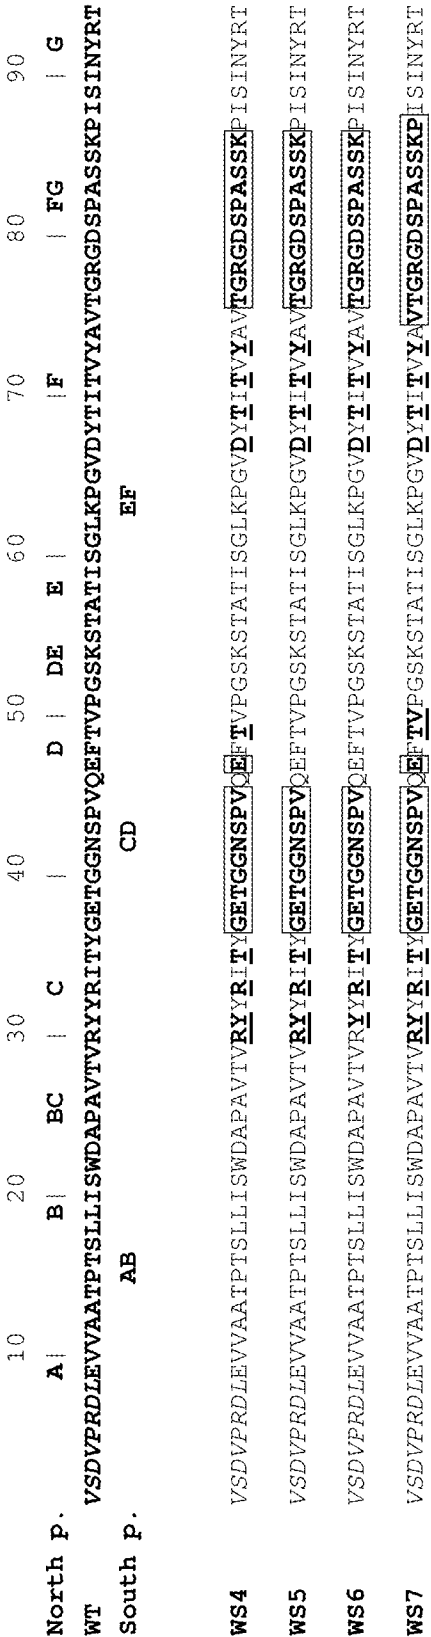 10 20 30 40 50 60 70 80 90
North p. A| B| BC | C | D | DE E | |F | FG | G
WT VSDVPRDLEVVAATPTSLLISWDAPAVTVRYYRITYGETGGNSPVQEFTVPGSKSTATISGLKPGVDYTITVYAVTGRGDSPASSKPISINYRT
South p. AB CD EF
WS4 VSDVPRDLEVVAATPTSLLISWDAPAVTVRYYRITYGETGGNSPVQEFTVPGSKSTATISGLKPGVDYTITVYAVTGRGDSPASSKPISINYRT
WS5 VSDVPRDLEVVAATPTSLLISWDAPAVTVRYYRITYGETGGNSPVQEFTVPGSKSTATISGLKPGVDYTITVYAVTGRGDSPASSKPISINYRT
WS6 VSDVPRDLEVVAATPTSLLISWDAPAVTVRYYRITYGETGGNSPVQEFTVPGSKSTATISGLKPGVDYTITVYAVTGRGDSPASSKPISINYRT
WS7 VSDVPRDLEVVAATPTSLLISWDAPAVTVRYYRITYGETGGNSPVQEFTVPGSKSTATISGLKPGVDYTITVYAVTGRGDSPASSKPISINYRT